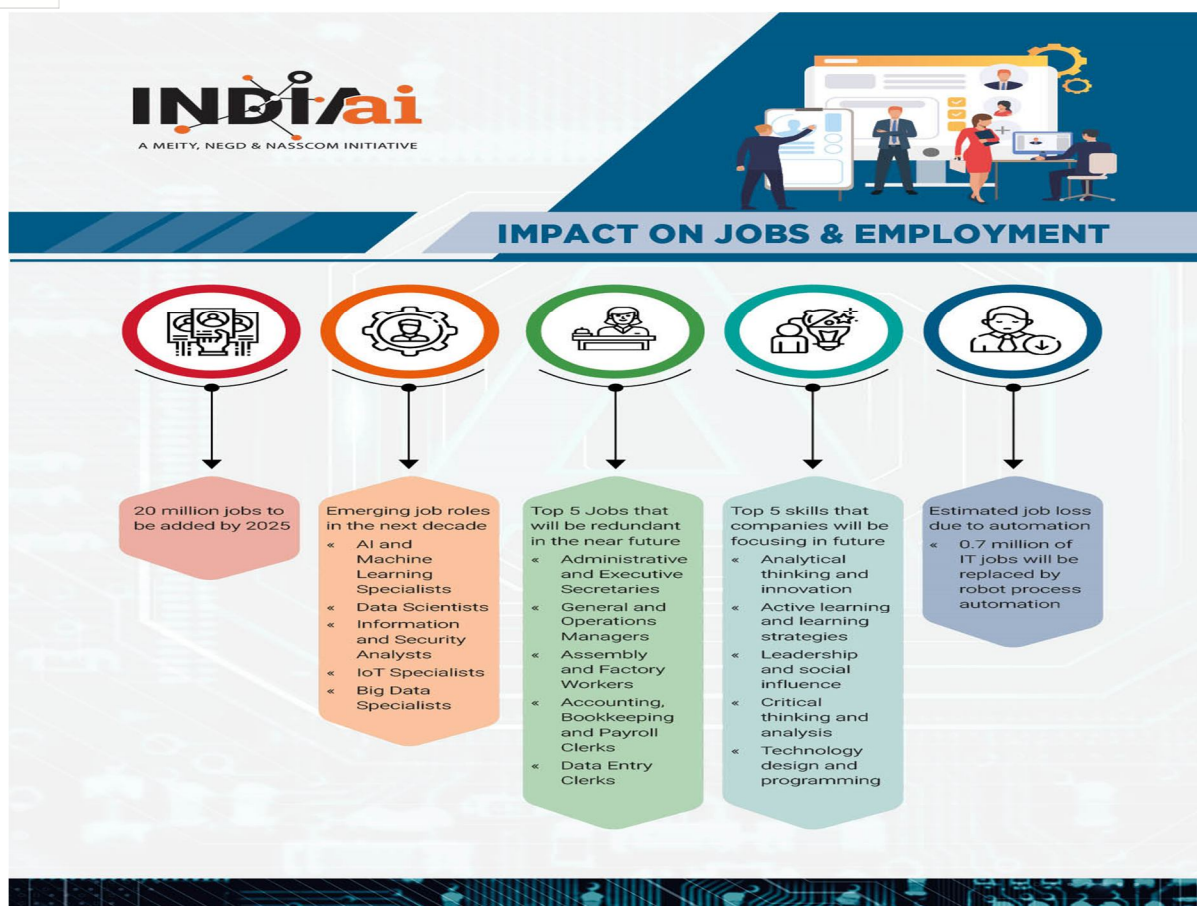 INDIAai
A MEITY, NEGD & NASSCOM INITIATIVE
IMPACT ON JOBS & EMPLOYMENT
20 million jobs to
be added by 2025
Emerging job roles
in the next decade
« AI and
Machine
Learning
Specialists
« Data Scientists
« Information
and Security
Analysts
« IoT Specialists
« Big Data
Specialists
Top 5 Jobs that
will be redundant
in the near future
« Administrative
and Executive
Secretaries
« General and
Operations
Managers
« Assembly
and Factory
Workers
« Accounting,
Bookkeeping
and Payroll
Clerks
« Data Entry
Clerks
Top 5 skills that
companies will be
focusing in future
« Analytical
thinking and
innovation
« Active learning
and learning
strategies
« Leadership
and social
influence
« Critical
thinking and
analysis
« Technology
design and
programming
Estimated job loss
due to automation
« 0.7 million of
IT jobs will be
replaced by
robot process
automation